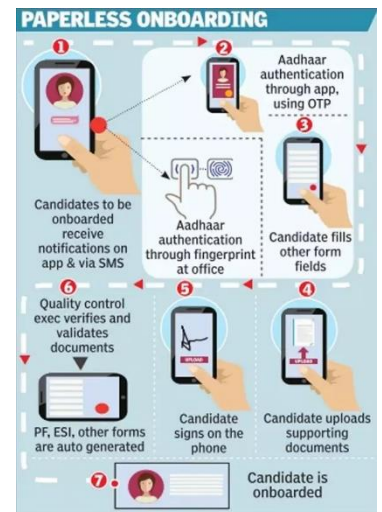 PAPERLESS ONBOARDING
1
Candidates to be
onboarded
receive
notifications on
app & via SMS
2
Aadhaar
authentication
through app,
using OTP
Aadhaar
authentication
through fingerprint
at office
3
Candidate fills
other form
fields
4
UPLOAD
Candidate uploads
supporting
documents
5
UPLOAD
Candidate
signs on the
phone
6
Quality control
exec verifies and
validates
documents
PF, ESI, other forms
are auto generated
7
Candidate is
onboarded